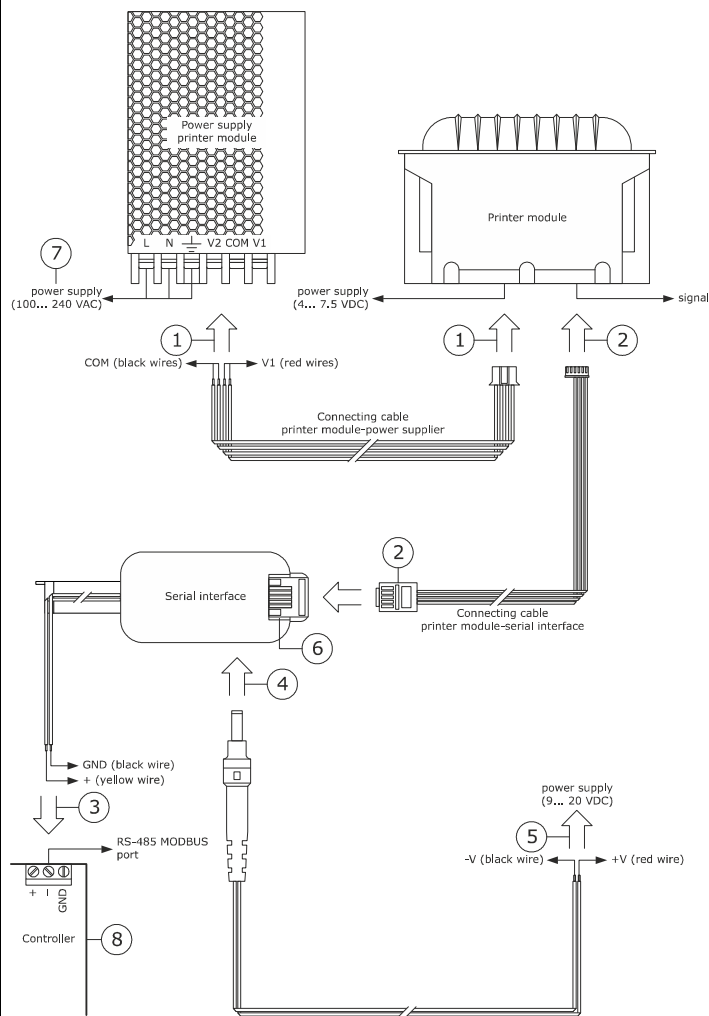 Power supply
printer module
L N V2 COM V1
7
power supply
(100... 240 VAC)
Printer module
power supply
(4... 7.5 VDC)
signal
1
COM (black wires)
V1 (red wires)
1
2
Connecting cable
printer module-power supplier
Serial interface
2
Connecting cable
printer module-serial interface
6
4
GND (black wire)
+ (yellow wire)
3
RS-485 MODBUS
port
+ − GND
Controller
8
power supply
(9... 20 VDC)
5
-V (black wire)
+V (red wire)